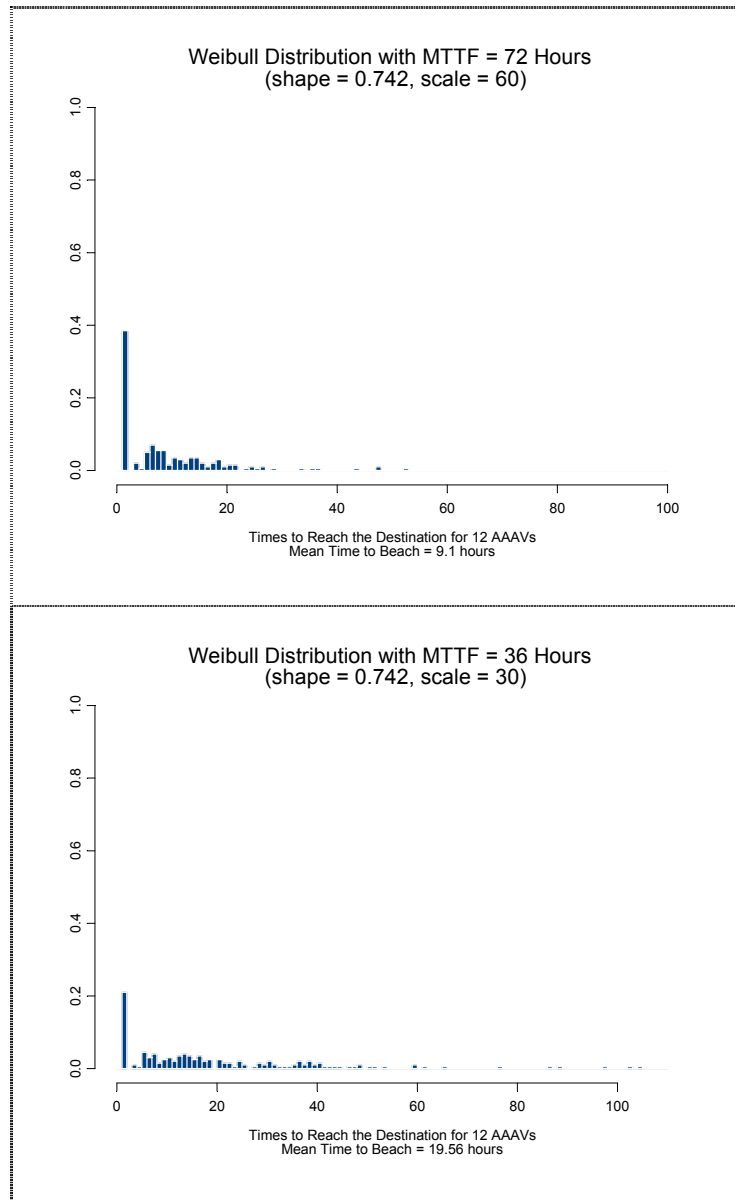 Weibull Distribution with MTTF = 72 Hours
(shape = 0.742, scale = 60)
1.0
0.8
0.6
0.4
0.2
0.0
0 20 40 60 80 100
Times to Reach the Destination for 12 AAAVs
Mean Time to Beach = 9.1 hours
Weibull Distribution with MTTF = 36 Hours
(shape = 0.742, scale = 30)
1.0
0.8
0.6
0.4
0.2
0.0
0 20 40 60 80 100
Times to Reach the Destination for 12 AAAVs
Mean Time to Beach = 19.56 hours